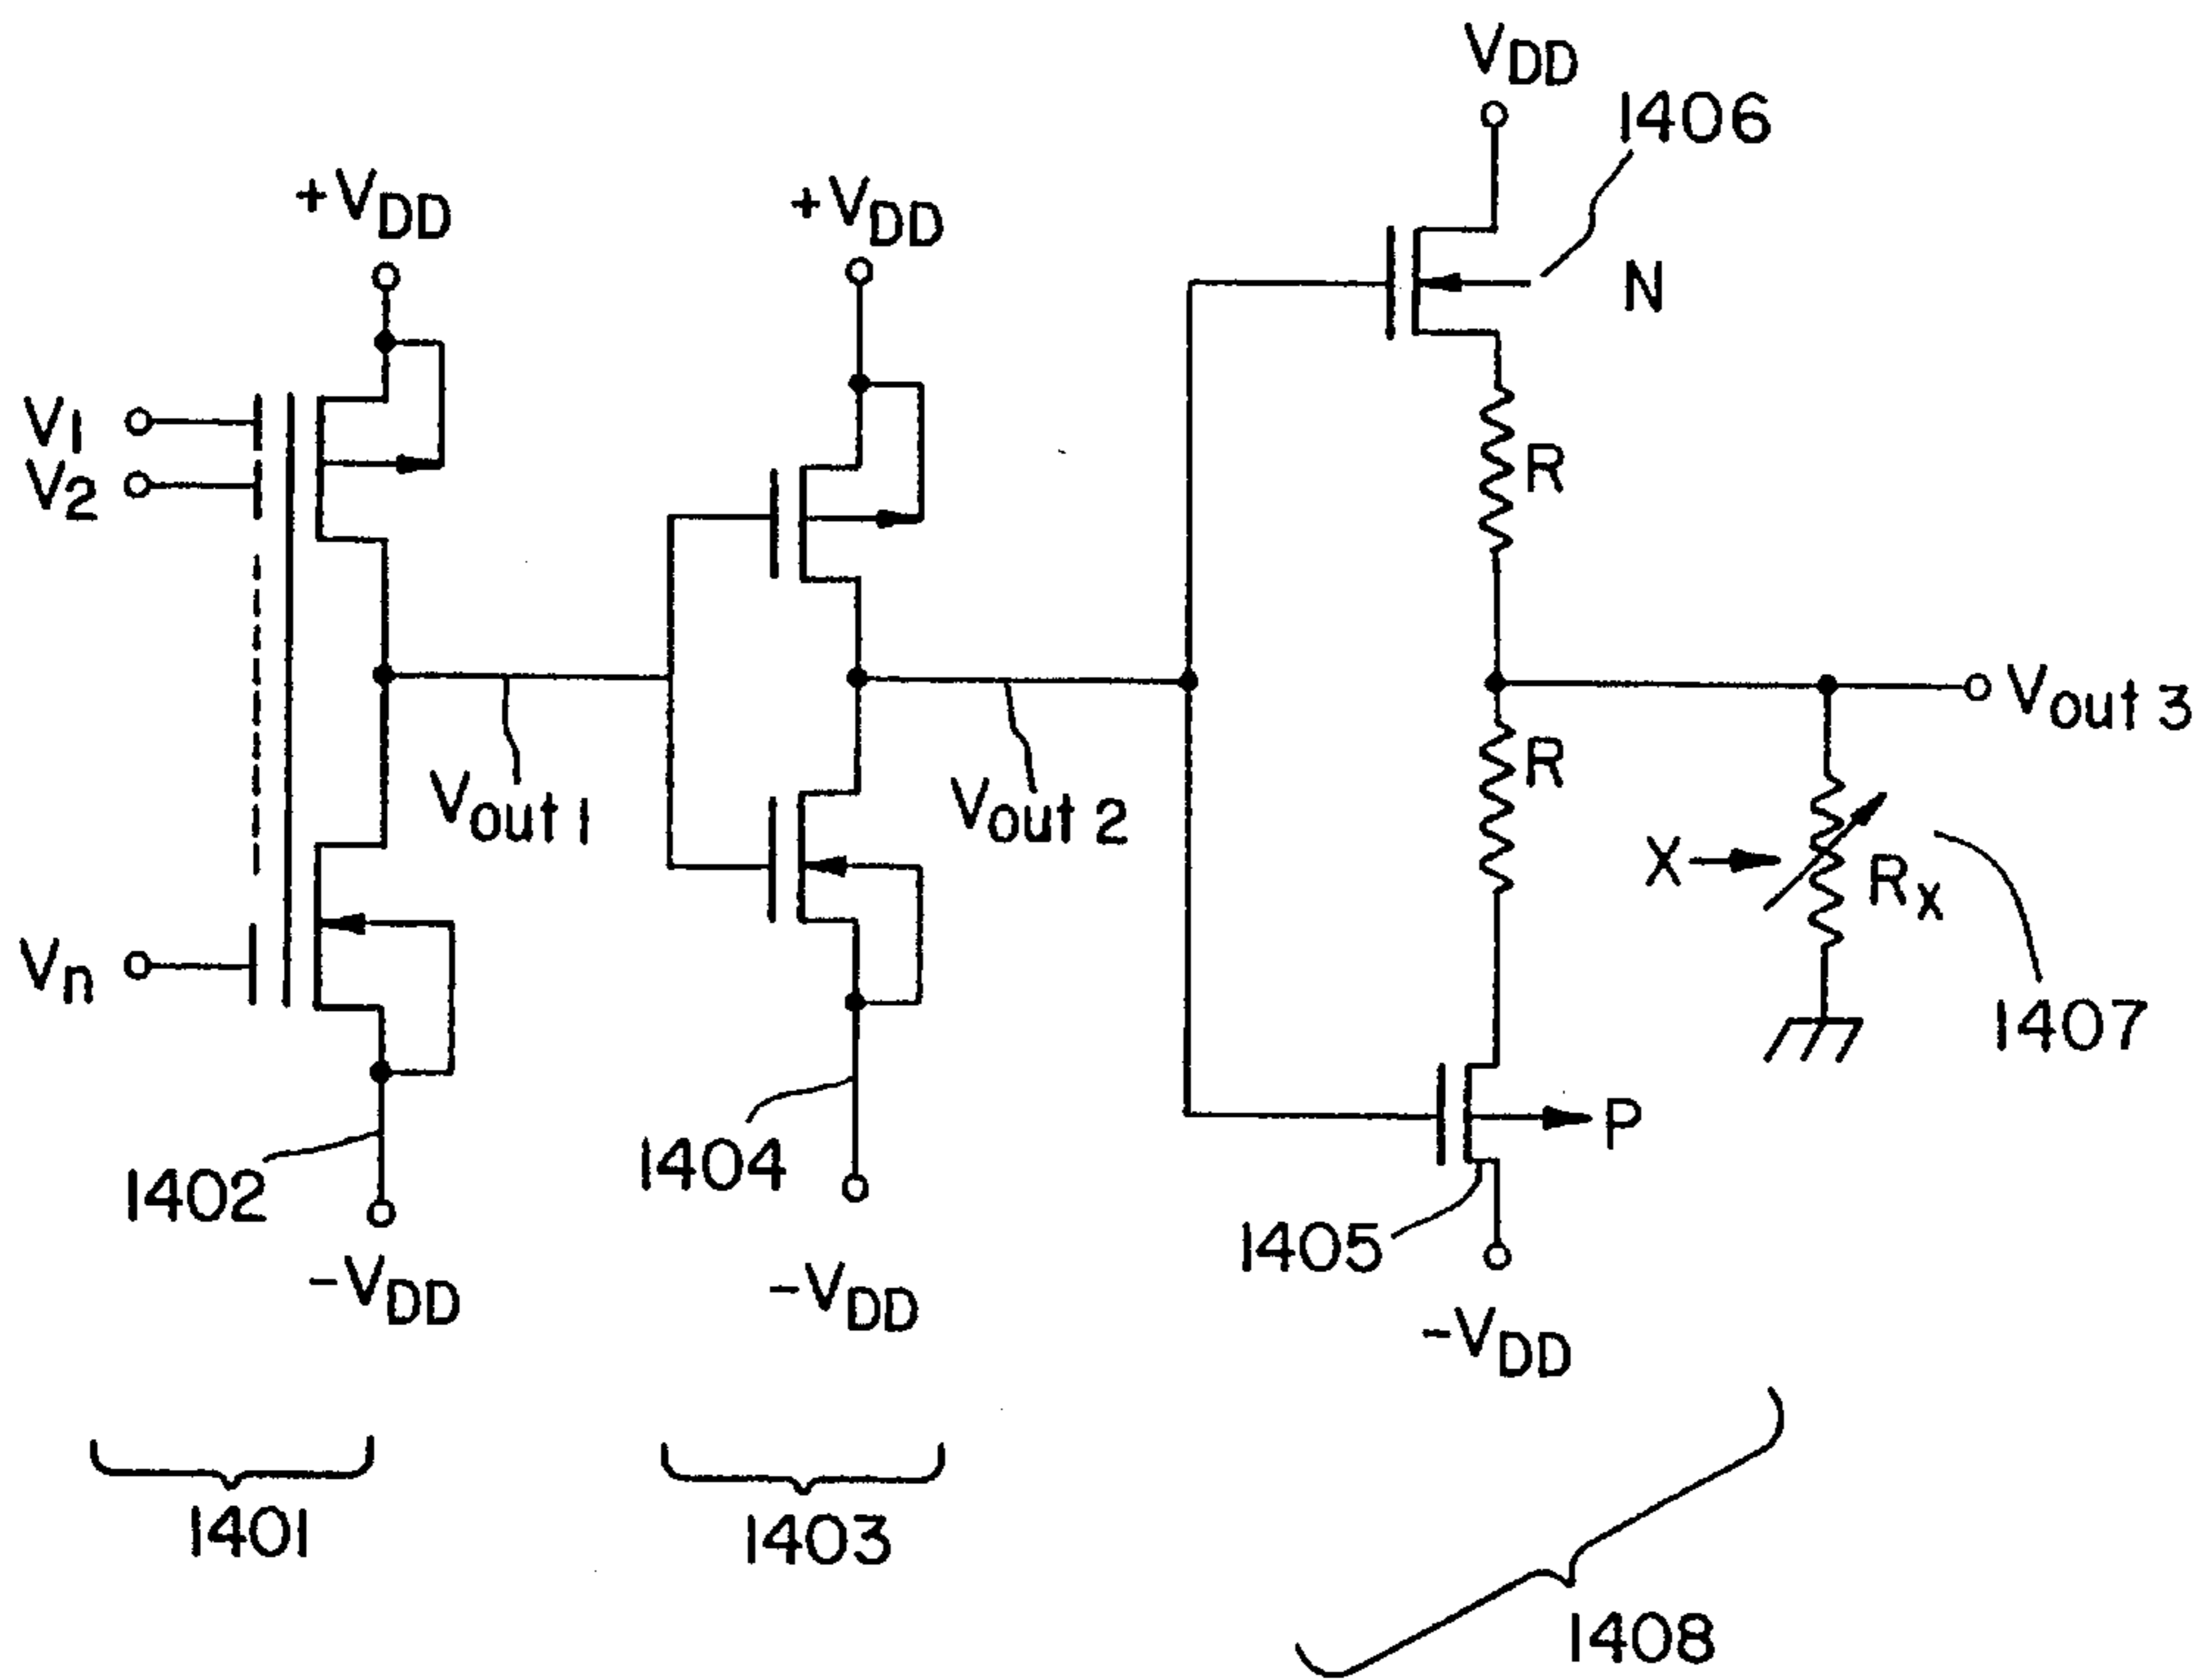 VDD
1406
+VDD
+VDD
N
V1
V2
R
Vout 3
R
Vout 1
Vout 2
X
Rx
Vn
1407
P
1404
1402
1405
-VDD
-VDD
-VDD
1401
1403
1408